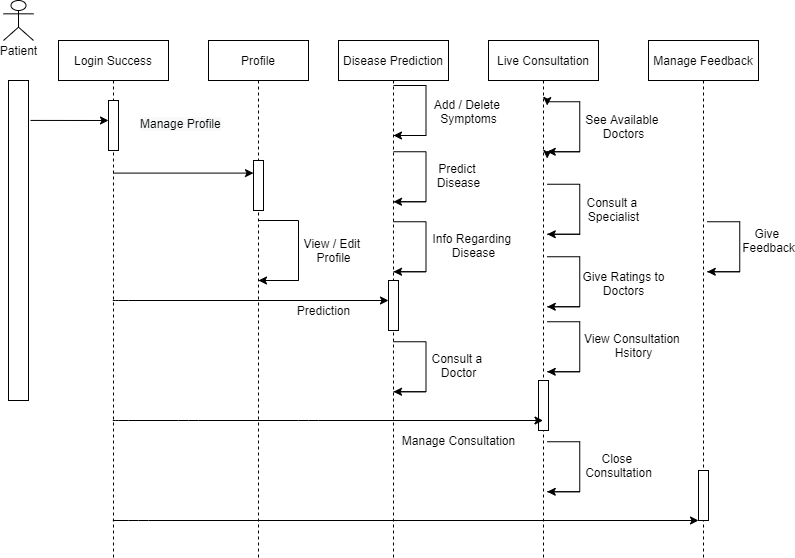 Patient
Login Success
Profile
Disease Prediction
Live Consultation
Manage Feedback
Manage Profile
Add / Delete
Symptoms
See Available
Doctors
Predict
Disease
Consult a
Specialist
View / Edit
Profile
Info Regarding
Disease
Give
Feedback
Give Ratings to
Doctors
Prediction
View Consultation
Hsitory
Consult a
Doctor
Manage Consultation
Close
Consultation